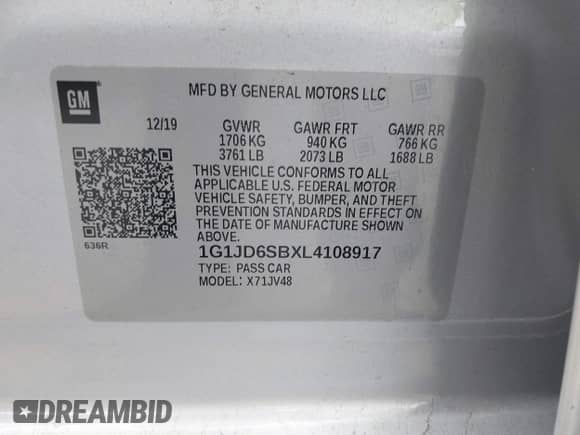 GM
MFD BY GENERAL MOTORS LLC
12/19 GVWR GAWR FRT GAWR RR
1706 KG 940 KG 766 KG
3761 LB 2073 LB 1688 LB
THIS VEHICLE CONFORMS TO ALL
APPLICABLE U.S. FEDERAL MOTOR
VEHICLE SAFETY, BUMPER, AND THEFT
PREVENTION STANDARDS IN EFFECT ON
THE DATE OF MANUFACTURE SHOWN
ABOVE.
636R
1G1JD6SBXL4108917
TYPE: PASS CAR
MODEL: X71JV48
DREAMBID